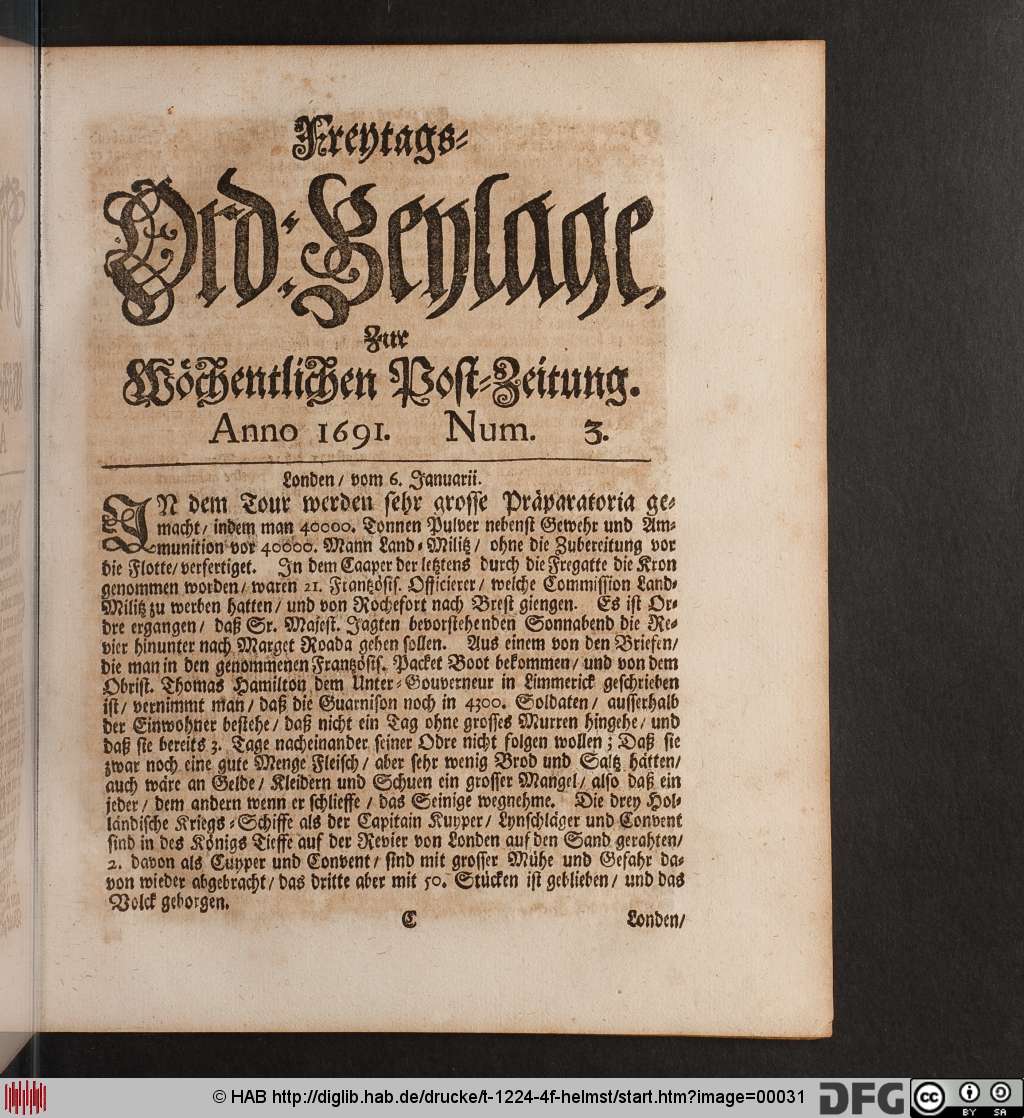 Freytags-
Ord: Beylage,
Zur
Wöchentlichen Post-Zeitung.
Anno 1691. Num. 3.
Londen/ vom 6. Januarii.
IN dem Tour werden sehr grosse Präparatoria ge-
macht/ indem man 40000. Tonnen Pulver nebenst Gewehr und Am-
munition vor 40000. Mann Land-Militz/ ohne die Zubereitung vor
die Flotte/ verfertiget. In dem Caaper der letztens durch die Fregatte die Kron
genommen worden/ waren 21. Frantzösis. Officierer/ welche Commission Land-
Militz zu werben hatten/ und von Rochefort nach Brest giengen. Es ist Or-
dre ergangen/ daß Sr. Majest. Jagten bevorstehenden Sonnabend die Re-
vier hinunter nach Marget Roada gehen sollen. Aus einem von den Briefen/
die man in den genommenen Frantzösis. Packet Boot bekommen/ und von dem
Obrist. Thomas Hamilton dem Unter-Gouverneur in Limmerick geschrieben
ist/ vernimmt man/ daß die Guarnison noch in 4300. Soldaten/ ausserhalb
der Einwohner bestehe/ daß nicht ein Tag ohne grosses Murren hingehe/ und
daß sie bereits 3. Tage nacheinander seiner Odre nicht folgen wollen; Daß sie
zwar noch eine gute Menge Fleisch/ aber sehr wenig Brod und Saltz hätten/
auch wäre an Gelde/ Kleidern und Schuen ein grosser Mangel/ also daß ein
jeder/ dem andern wenn er schlieffe/ das Seinige wegnehme. Die drey Hol-
ländische Kriegs-Schiffe als der Capitain Kuyper/ Lynschläger und Convent
sind in des Königs Tieffe auf der Revier von Londen auf den Sand gerahten/
2. davon als Cuyper und Convent/ sind mit grosser Mühe und Gefahr da-
von wieder abgebracht/ das dritte aber mit 50. Stücken ist geblieben/ und das
Volck geborgen.
C Londen/
© HAB http://diglib.hab.de/drucke/t-1224-4f-helmst/start.htm?image=00031
DFG cc BY SA